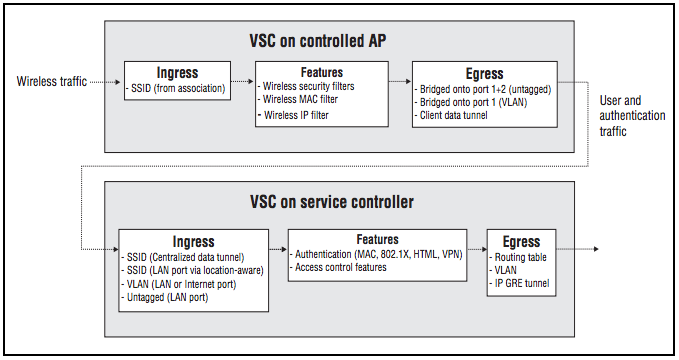 VSC on controlled AP
Wireless traffic
Ingress
- SSID (from association)
Features
- Wireless security filters
- Wireless MAC filter
- Wireless IP filter
Egress
- Bridged onto port 1+2 (untagged)
- Bridged onto port 1 (VLAN)
- Client data tunnel
User and
authentication
traffic
VSC on service controller
Ingress
- SSID (Centralized data tunnel)
- SSID (LAN port via location-aware)
- VLAN (LAN or Internet port)
- Untagged (LAN port)
Features
- Authentication (MAC, 802.1X, HTML, VPN)
- Access control features
Egress
- Routing table
- VLAN
- IP GRE tunnel